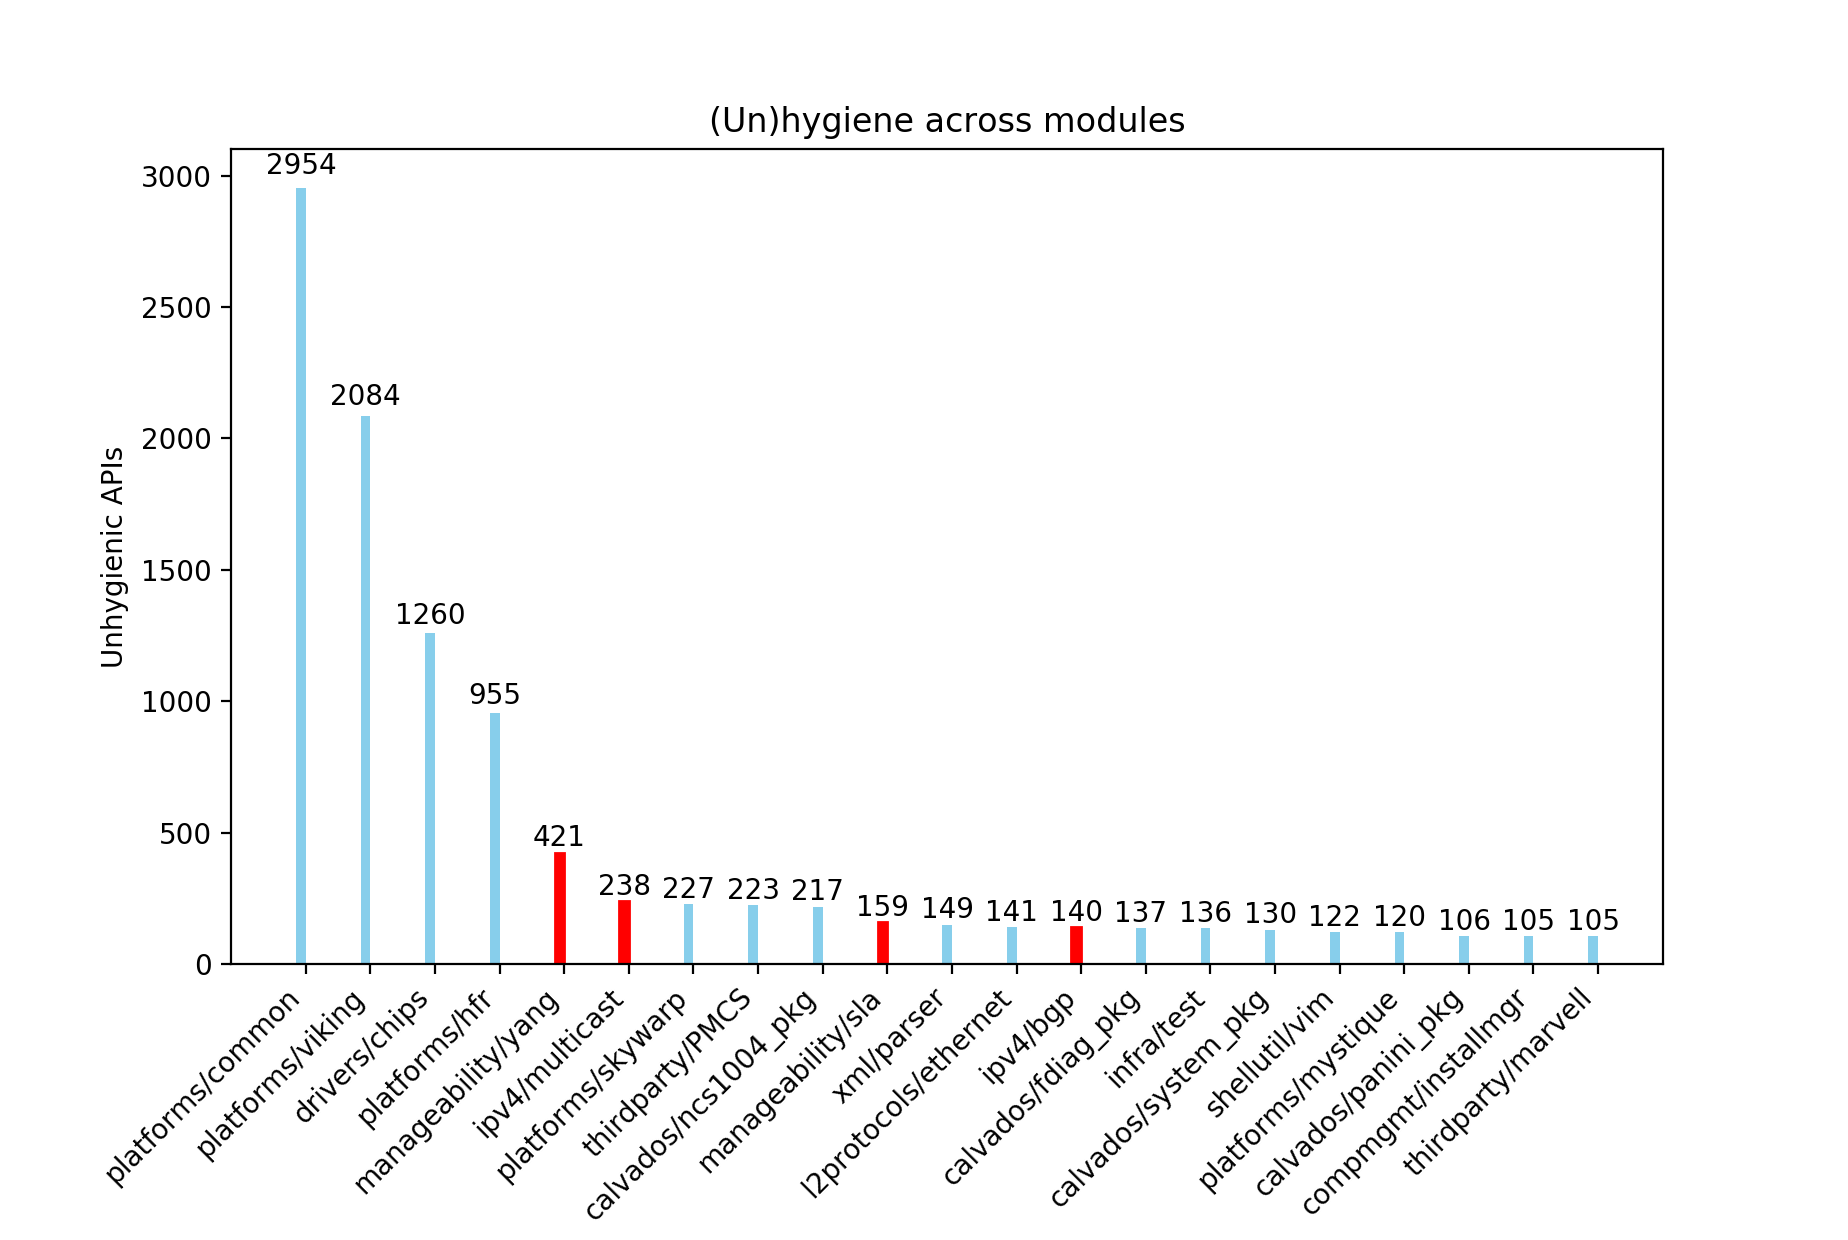 (Un)hygiene across modules
Unhygienic APIs
3000
2500
2000
1500
1000
500
0
2954
2084
1260
955
421
238
227
223
217
159
149
141
140
137
136
130
122
120
106
105
105
platforms/common
platforms/viking
drivers/chips
platforms/hfr
manageability/yang
ipv4/multicast
platforms/skywarp
thirdparty/PMCS
calvados/ncs1004_pkg
manageability/sla
xml/parser
l2protocols/ethernet
ipv4/bgp
calvados/fdiag_pkg
infra/test
calvados/system_pkg
shellutil/vim
platforms/mystique
calvados/panini_pkg
compmgmt/installmgr
thirdparty/marvell